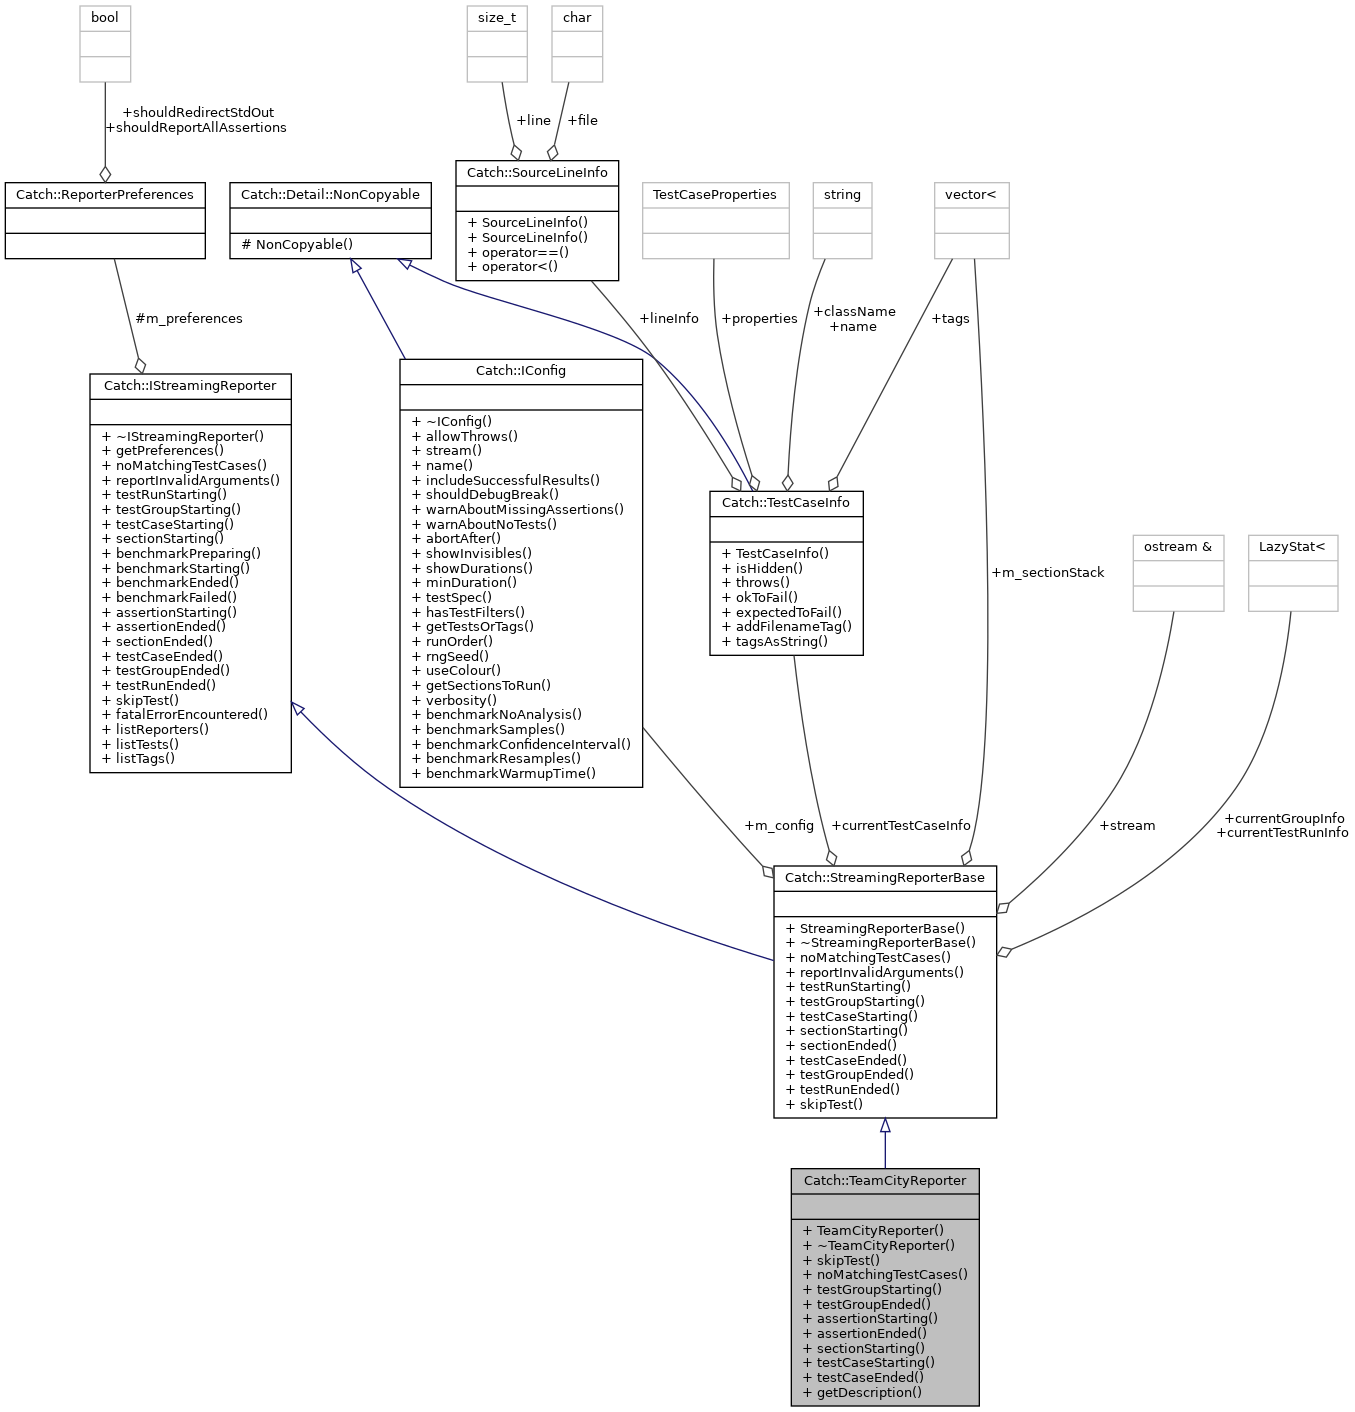 bool
size_t
char
+shouldRedirectStdOut
+shouldReportAllAssertions
+line
+file
Catch::ReporterPreferences
Catch::Detail::NonCopyable
# NonCopyable()
Catch::SourceLineInfo
+ SourceLineInfo()
+ SourceLineInfo()
+ operator==()
+ operator<()
TestCaseProperties
string
vector<
#m_preferences
+lineInfo
+properties
+className
+name
+tags
Catch::IStreamingReporter
+ ~IStreamingReporter()
+ getPreferences()
+ noMatchingTestCases()
+ reportInvalidArguments()
+ testRunStarting()
+ testGroupStarting()
+ testCaseStarting()
+ sectionStarting()
+ benchmarkPreparing()
+ benchmarkStarting()
+ benchmarkEnded()
+ benchmarkFailed()
+ assertionStarting()
+ assertionEnded()
+ sectionEnded()
+ testCaseEnded()
+ testGroupEnded()
+ testRunEnded()
+ skipTest()
+ fatalErrorEncountered()
+ listReporters()
+ listTests()
+ listTags()
Catch::IConfig
+ ~IConfig()
+ allowThrows()
+ stream()
+ name()
+ includeSuccessfulResults()
+ shouldDebugBreak()
+ warnAboutMissingAssertions()
+ warnAboutNoTests()
+ abortAfter()
+ showInvisibles()
+ showDurations()
+ minDuration()
+ testSpec()
+ hasTestFilters()
+ getTestsOrTags()
+ runOrder()
+ rngSeed()
+ useColour()
+ getSectionsToRun()
+ verbosity()
+ benchmarkNoAnalysis()
+ benchmarkSamples()
+ benchmarkConfidenceInterval()
+ benchmarkResamples()
+ benchmarkWarmupTime()
Catch::TestCaseInfo
+ TestCaseInfo()
+ isHidden()
+ throws()
+ okToFail()
+ expectedToFail()
+ addFilenameTag()
+ tagsAsString()
+m_sectionStack
ostream &
LazyStat<
+m_config
+currentTestCaseInfo
+stream
+currentGroupInfo
+currentTestRunInfo
Catch::StreamingReporterBase
+ StreamingReporterBase()
+ ~StreamingReporterBase()
+ noMatchingTestCases()
+ reportInvalidArguments()
+ testRunStarting()
+ testGroupStarting()
+ testCaseStarting()
+ sectionStarting()
+ sectionEnded()
+ testCaseEnded()
+ testGroupEnded()
+ testRunEnded()
+ skipTest()
Catch::TeamCityReporter
+ TeamCityReporter()
+ ~TeamCityReporter()
+ skipTest()
+ noMatchingTestCases()
+ testGroupStarting()
+ testGroupEnded()
+ assertionStarting()
+ assertionEnded()
+ sectionStarting()
+ testCaseStarting()
+ testCaseEnded()
+ getDescription()